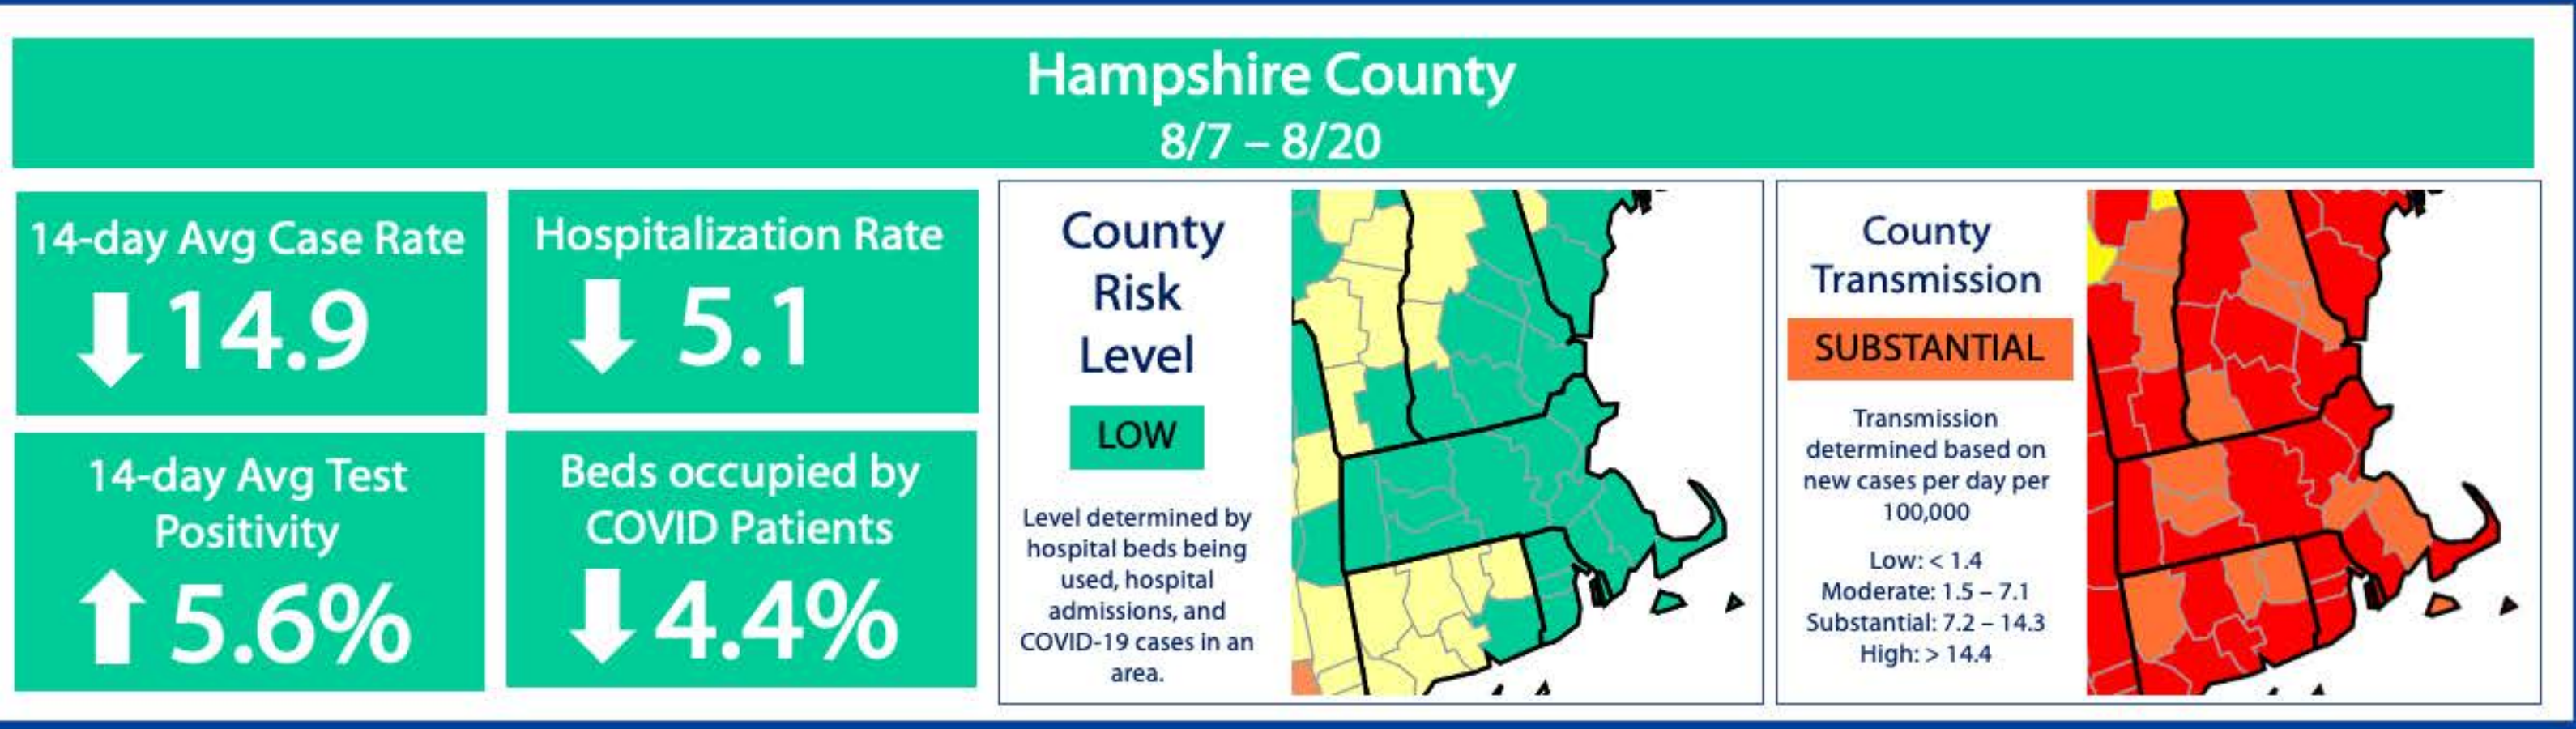 Hampshire County
8/7 – 8/20
14-day Avg Case Rate
14.9
Hospitalization Rate
5.1
14-day Avg Test
Positivity
5.6%
Beds occupied by
COVID Patients
4.4%
County
Risk
Level
LOW
Level determined by
hospital beds being
used, hospital
admissions, and
COVID-19 cases in an
area.
County
Transmission
SUBSTANTIAL
Transmission
determined based on
new cases per day per
100,000
Low: < 1.4
Moderate: 1.5 – 7.1
Substantial: 7.2 – 14.3
High: > 14.4